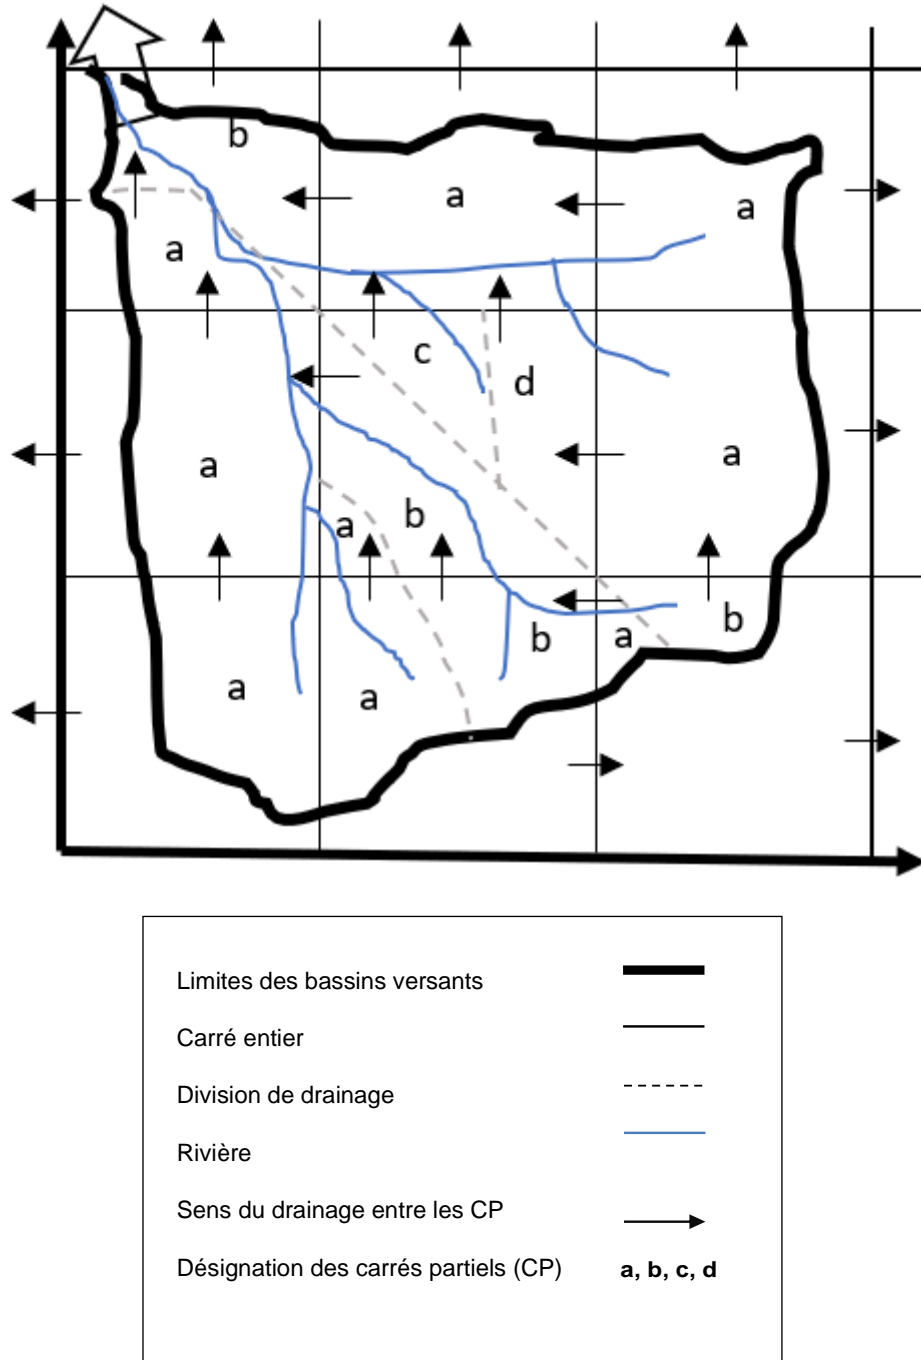 b
a
a
a
c
d
a
a
b
a
b
b
a
a
a
Limites des bassins versants
Carré entier
Division de drainage
Rivière
Sens du drainage entre les CP
Désignation des carrés partiels (CP) a, b, c, d